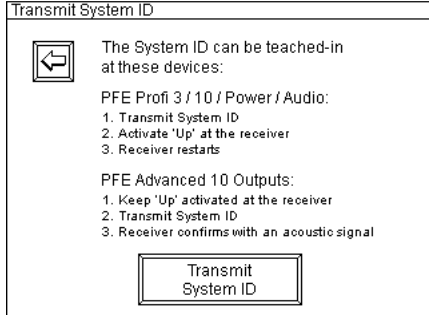 Transmit System ID
The System ID can be teached-in
at these devices:
PFE Profi 3 / 10 / Power / Audio:
1. Transmit System ID
2. Activate 'Up' at the receiver
3. Receiver restarts
PFE Advanced 10 Outputs:
1. Keep 'Up' activated at the receiver
2. Transmit System ID
3. Receiver confirms with an acoustic signal
Transmit
System ID